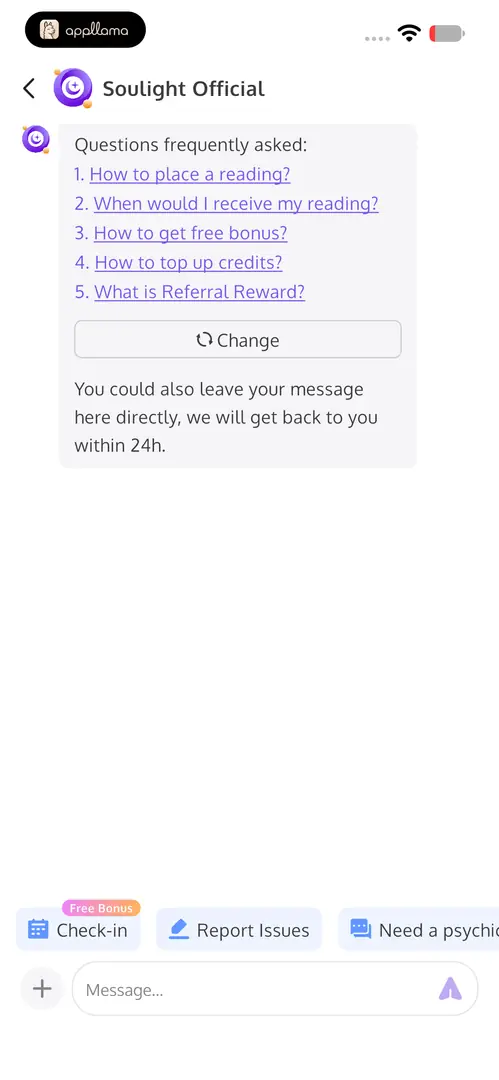 appllama
Soulight Official
Questions frequently asked:
1. How to place a reading?
2. When would I receive my reading?
3. How to get free bonus?
4. How to top up credits?
5. What is Referral Reward?
Change
You could also leave your message
here directly, we will get back to you
within 24h.
Free Bonus
Check-in
Report Issues
Need a psychic
Message...